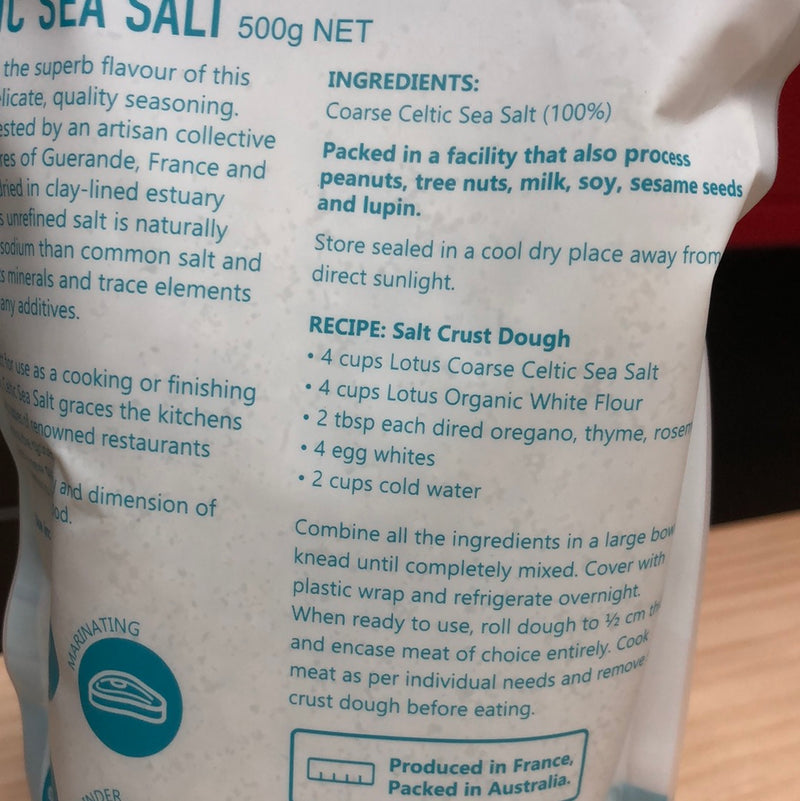 SEA SALT 500g NET
the superb flavour of this
quality seasoning.
by an artisan collective
of Guerande, France and
in clay-lined estuary
unrefined salt is naturally
sodium than common salt and
minerals and trace elements
any additives.
for use as a cooking or finishing
Sea Salt graces the kitchens
renowned restaurants
and dimension of
MARINATING
INGREDIENTS:
Coarse Celtic Sea Salt (100%)
Packed in a facility that also process
peanuts, tree nuts, milk, soy, sesame seeds
and lupin.
Store sealed in a cool dry place away from
direct sunlight.
RECIPE: Salt Crust Dough
• 4 cups Lotus Coarse Celtic Sea Salt
• 4 cups Lotus Organic White Flour
• 2 tbsp each dired oregano, thyme,
• 4 egg whites
• 2 cups cold water
Combine all the ingredients in a large
knead until completely mixed. Cover with
plastic wrap and refrigerate overnight.
When ready to use, roll dough to ½ cm
and encase meat of choice entirely. Cook
meat as per individual needs and remove
crust dough before eating.
Produced in France,
Packed in Australia.